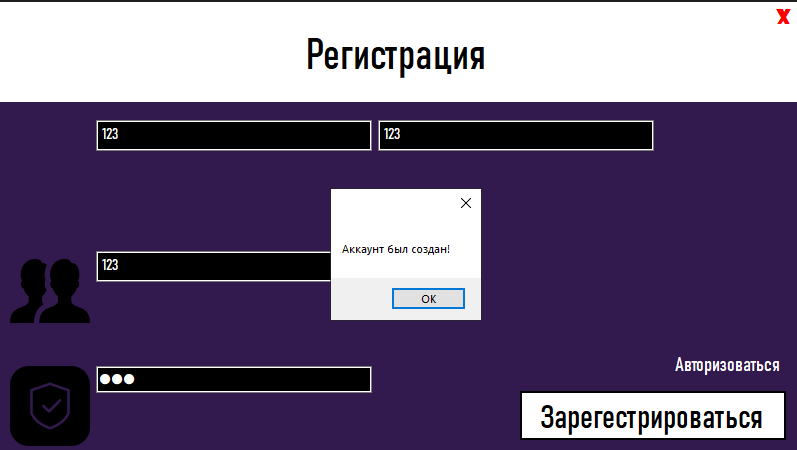 x
Регистрация
123 123
Аккаунт был создан!
123
OK
●●●
Авторизоваться
Зарегестрироваться